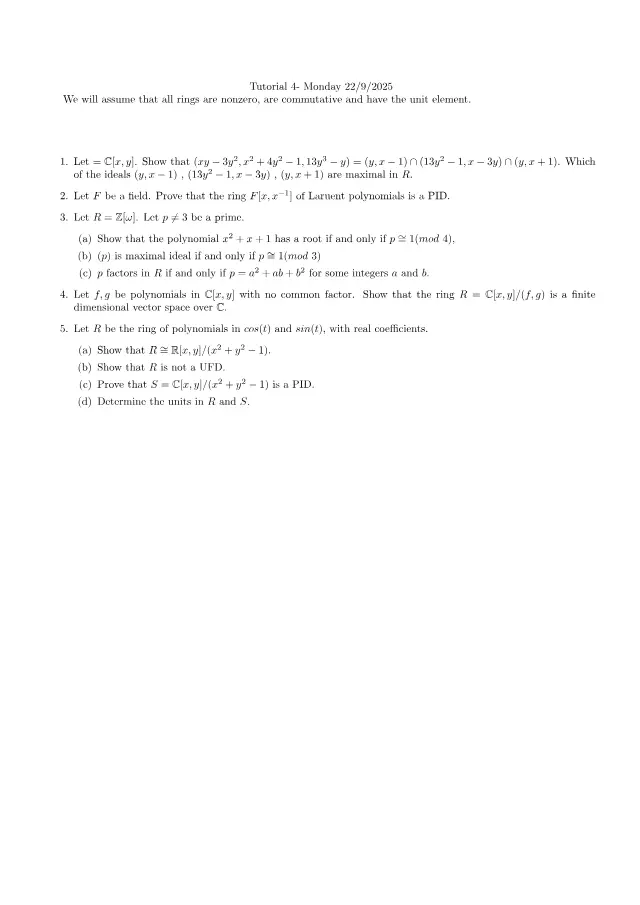 Tutorial 4- Monday 22/9/2025
We will assume that all rings are nonzero, are commutative and have the unit element.
1. Let = ℂ[x, y]. Show that (xy − 3y², x² + 4y² − 1, 13y³ − y) = (y, x − 1) ∩ (13y² − 1, x − 3y) ∩ (y, x + 1). Which
of the ideals (y, x − 1) , (13y² − 1, x − 3y) , (y, x + 1) are maximal in R.
2. Let F be a field. Prove that the ring F[x, x⁻¹] of Laruent polynomials is a PID.
3. Let R = ℤ[ω]. Let p ≠ 3 be a prime.
(a) Show that the polynomial x² + x + 1 has a root if and only if p ≅ 1(mod 4),
(b) (p) is maximal ideal if and only if p ≇ 1(mod 3)
(c) p factors in R if and only if p = a² + ab + b² for some integers a and b.
4. Let f, g be polynomials in ℂ[x, y] with no common factor. Show that the ring R = ℂ[x, y]/(f, g) is a finite
dimensional vector space over ℂ.
5. Let R be the ring of polynomials in cos(t) and sin(t), with real coefficients.
(a) Show that R ≅ ℝ[x, y]/(x² + y² − 1).
(b) Show that R is not a UFD.
(c) Prove that S = ℂ[x, y]/(x² + y² − 1) is a PID.
(d) Determine the units in R and S.